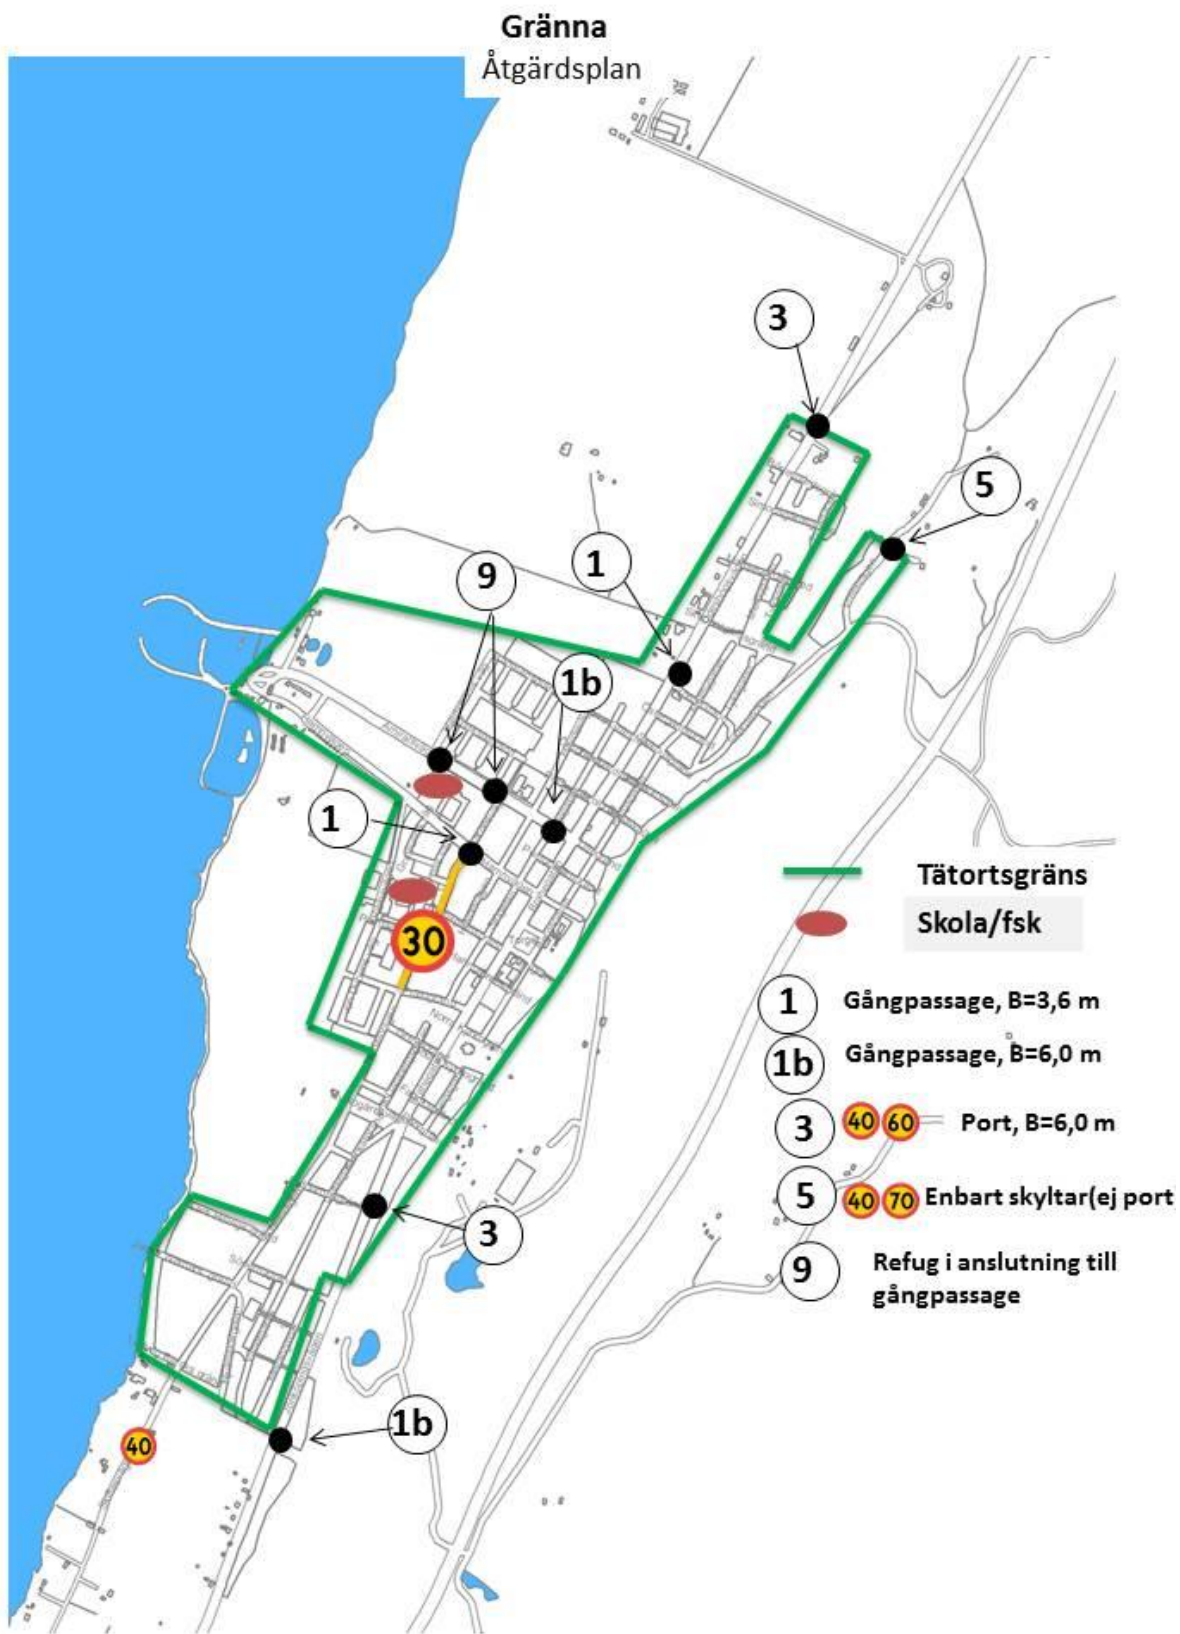 Gränna
Åtgärdsplan
3
5
1
9
1b
1
30
Tätortsgräns
Skola/fsk
1 Gångpassage, B=3,6 m
1b Gångpassage, B=6,0 m
3 40 60 Port, B=6,0 m
5 40 70 Enbart skyltar(ej port
3
9 Refug i anslutning till
gångpassage
1b
40